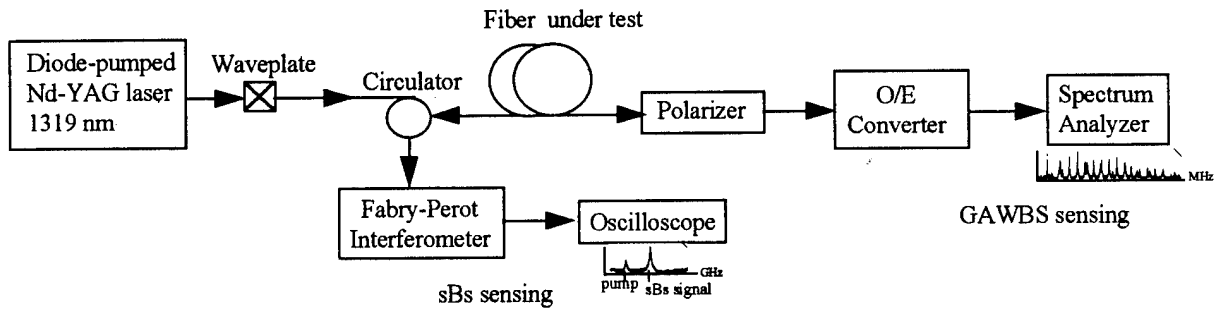 Fiber under test
Diode-pumped
Nd-YAG laser
1319 nm
Waveplate
Circulator
Polarizer
O/E
Converter
Spectrum
Analyzer
MHz
GAWBS sensing
Fabry-Perot
Interferometer
Oscilloscope
GHz
pump
sBs signal
sBs sensing